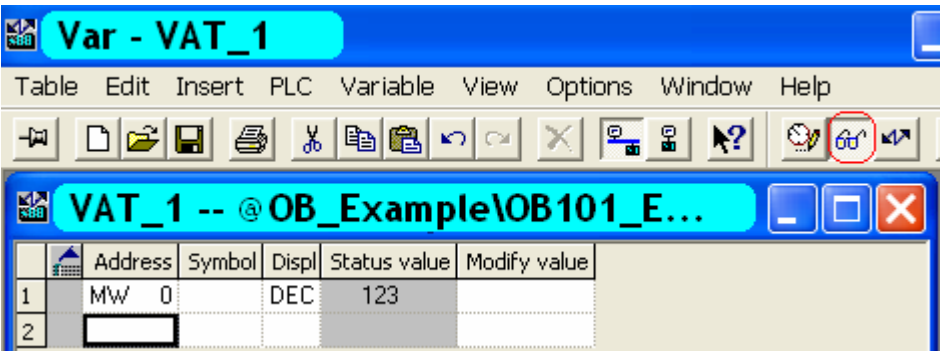 Var - VAT_1
Table Edit Insert PLC Variable View Options Window Help
VAT_1 -- @OB_Example\OB101_E...
Address Symbol Displ Status value Modify value
1 MW 0 DEC 123
2